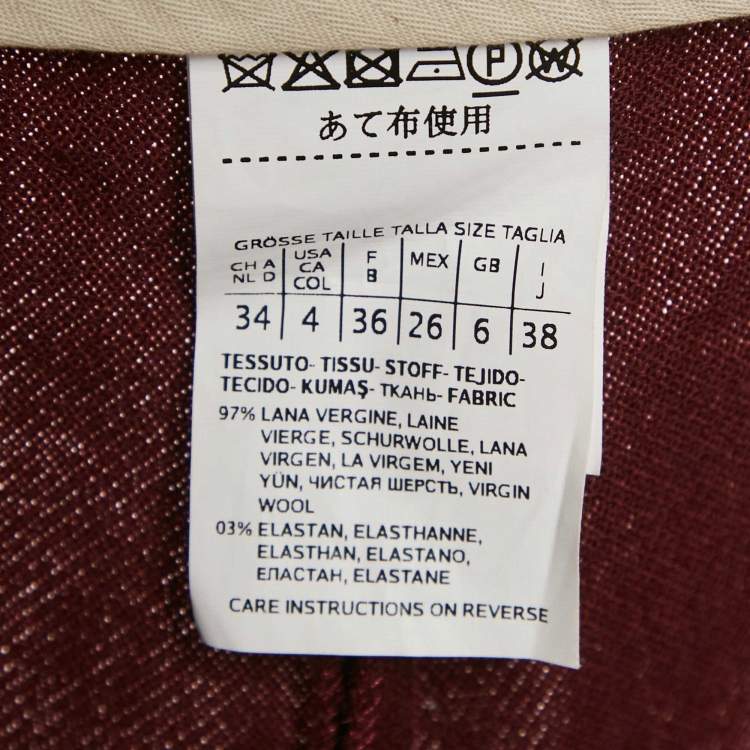 P W
あて布使用
GRÖSSE TAILLE TALLA SIZE TAGLIA
CH A NL D USA CA COL F B MEX GB I J
34 4 36 26 6 38
TESSUTO- TISSU- STOFF- TEJIDO-
TECIDO- KUMAŞ- ТКАНЬ- FABRIC
97% LANA VERGINE, LAINE
VIERGE, SCHURWOLLE, LANA
VIRGEN, LA VIRGEM, YENI
YÜN, ЧИСТАЯ ШЕРСТЬ, VIRGIN
WOOL
03% ELASTAN, ELASTHANNE,
ELASTHAN, ELASTANO,
ЕЛАСТАН, ELASTANE
CARE INSTRUCTIONS ON REVERSE